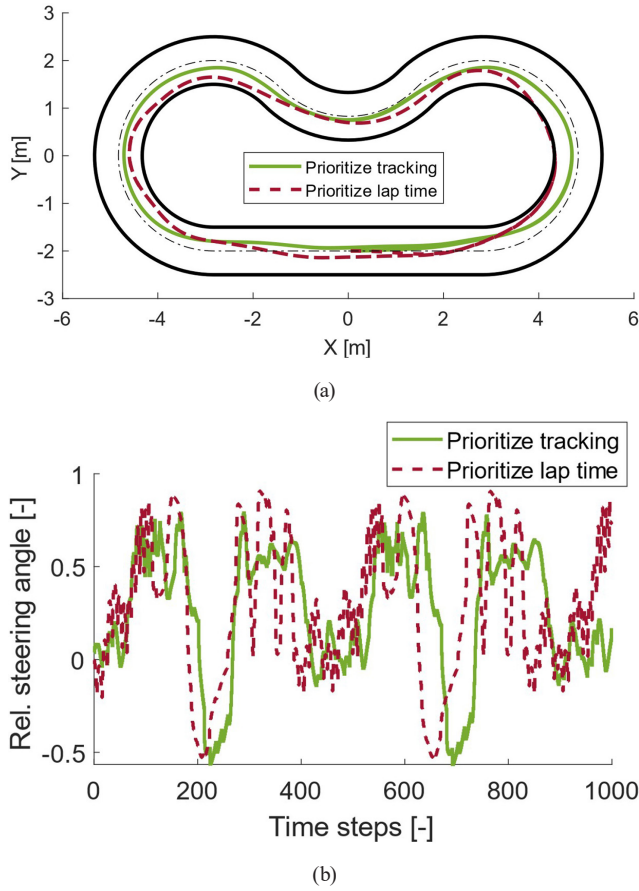 3
2
1
0
-1
-2
-3
Y [m]
Prioritize tracking
Prioritize lap time
-6
-4
-2
0
2
4
6
X [m]
(a)
Prioritize tracking
Prioritize lap time
1
0.5
0
-0.5
Rel. steering angle [-]
0
200
400
600
800
1000
Time steps [-]
(b)